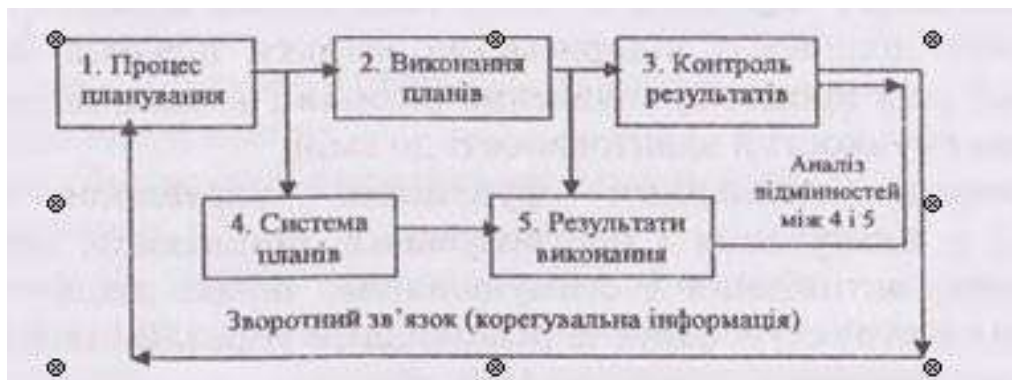 1. Процес
планування
2. Виконання
планів
3. Контроль
результатів
4. Система
планів
5. Результати
виконання
Аналіз
відмінностей
між 4 і 5
Зворотний зв’язок (корегувальна інформація)